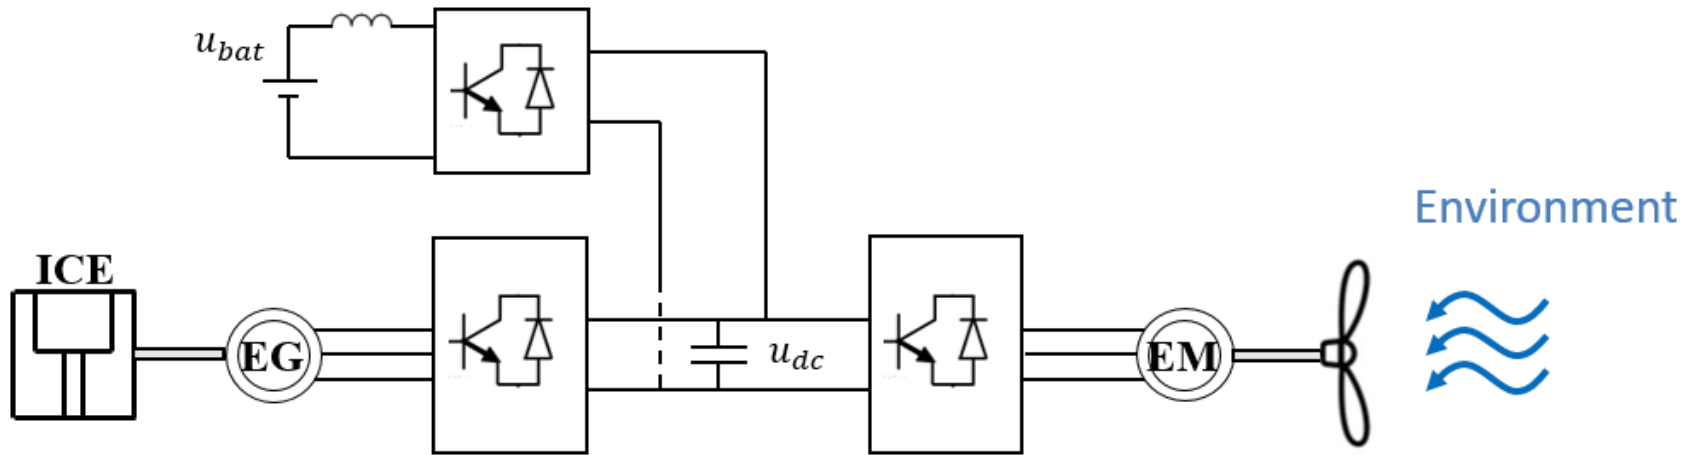 u_bat
Environment
ICE
EG
u_dc
EM